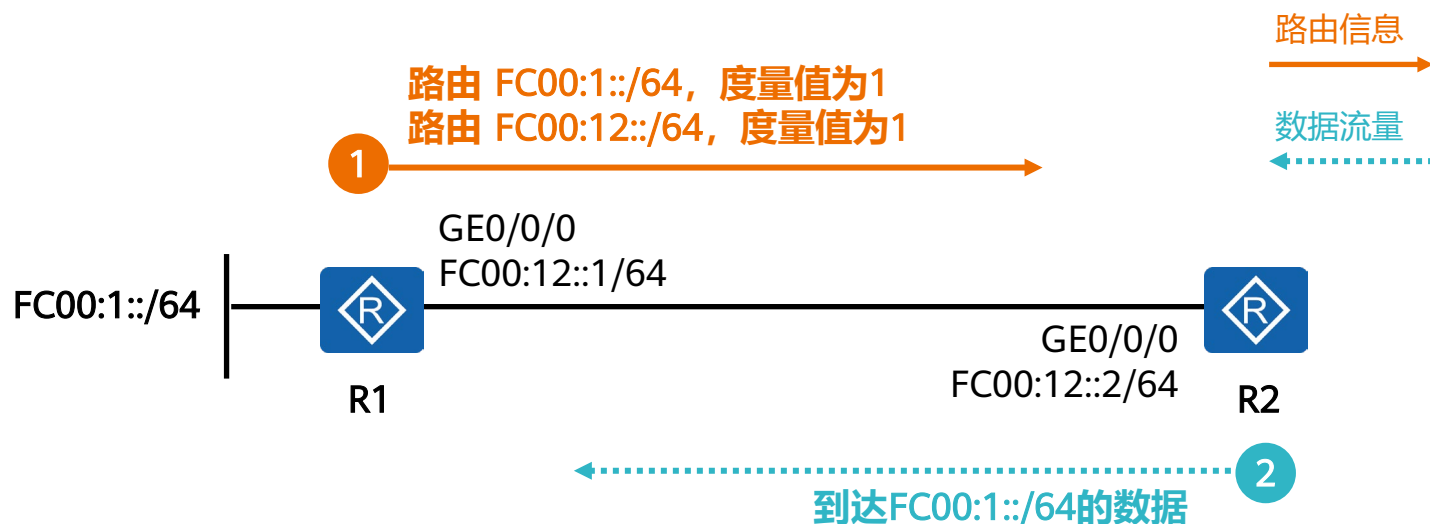 路由信息
路由 FC00:1::/64，度量值为1
路由 FC00:12::/64，度量值为1
数据流量
1
GE0/0/0
FC00:12::1/64
FC00:1::/64
R
R
GE0/0/0
FC00:12::2/64
R1
R2
2
到达FC00:1::/64的数据